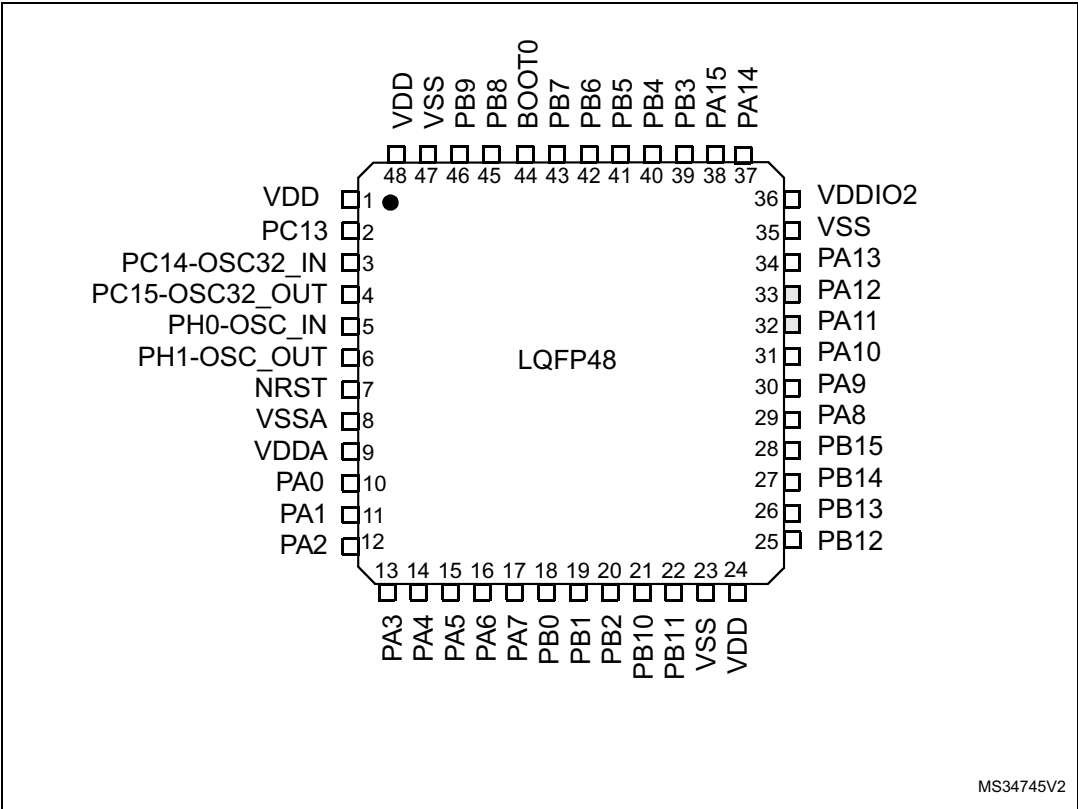 VDD
VSS
PB9
PB8
BOOT0
PB7
PB6
PB5
PB4
PB3
PA15
PA14
48 47 46 45 44 43 42 41 40 39 38 37
VDD 1 36 VDDIO2
PC13 2 35 VSS
PC14-OSC32_IN 3 34 PA13
PC15-OSC32_OUT 4 33 PA12
PH0-OSC_IN 5 32 PA11
PH1-OSC_OUT 6 LQFP48 31 PA10
NRST 7 30 PA9
VSSA 8 29 PA8
VDDA 9 28 PB15
PA0 10 27 PB14
PA1 11 26 PB13
PA2 12 25 PB12
13 14 15 16 17 18 19 20 21 22 23 24
PA3
PA4
PA5
PA6
PA7
PB0
PB1
PB2
PB10
PB11
VSS
VDD
MS34745V2